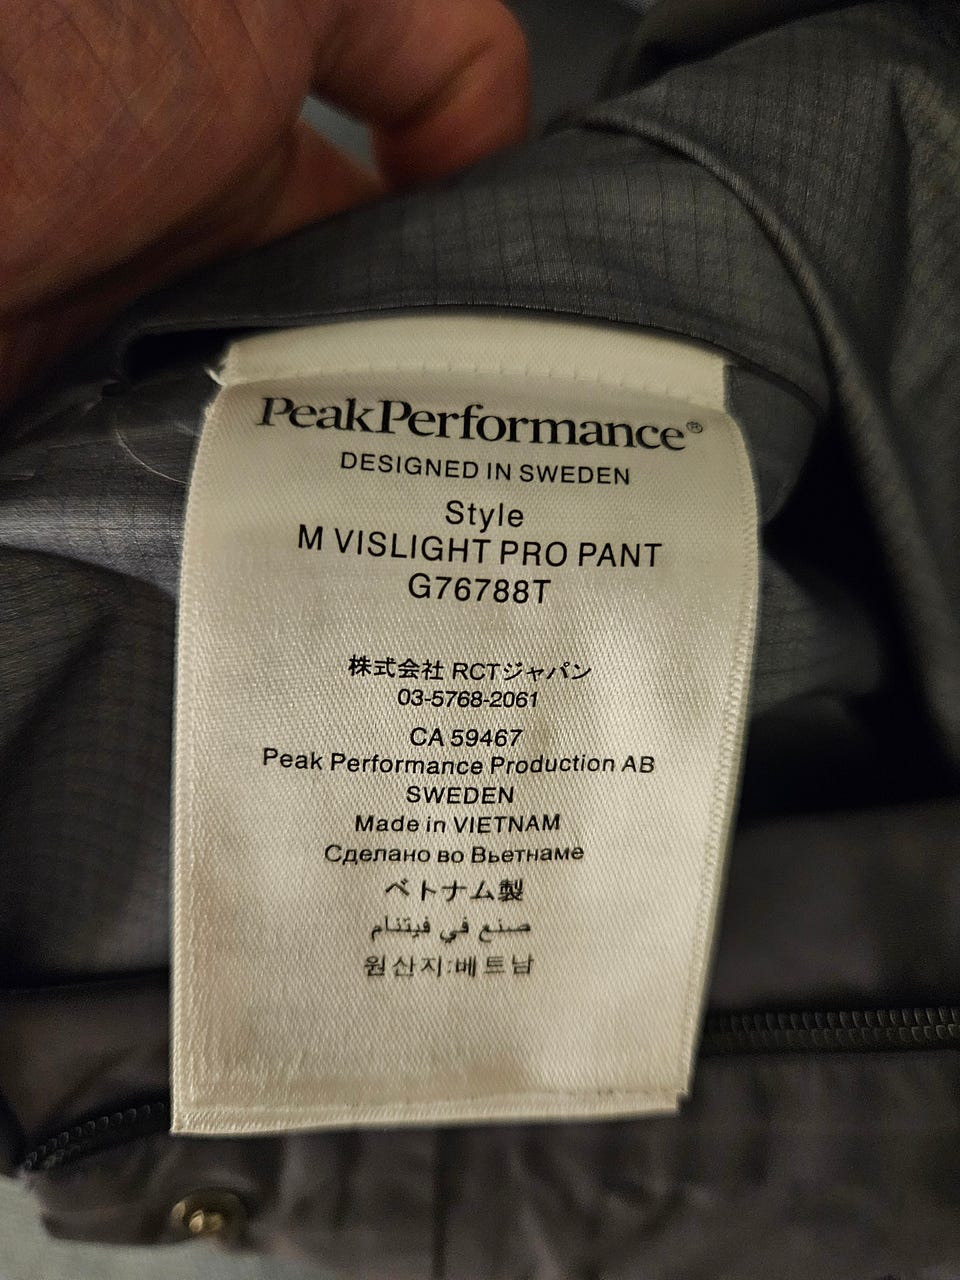 PeakPerformance®
DESIGNED IN SWEDEN
Style
M VISLIGHT PRO PANT
G76788T
株式会社 RCTジャパン
03-5768-2061
CA 59467
Peak Performance Production AB
SWEDEN
Made in VIETNAM
Сделано во Вьетнаме
ベトナム製
صنع في فيتنام
원산지:베트남